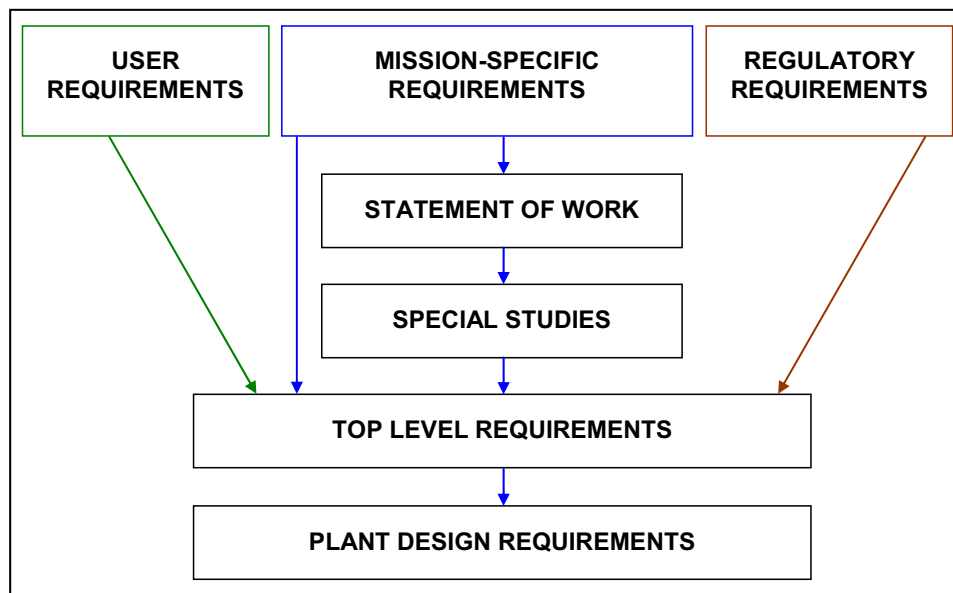 USER
REQUIREMENTS
MISSION-SPECIFIC
REQUIREMENTS
REGULATORY
REQUIREMENTS
STATEMENT OF WORK
SPECIAL STUDIES
TOP LEVEL REQUIREMENTS
PLANT DESIGN REQUIREMENTS